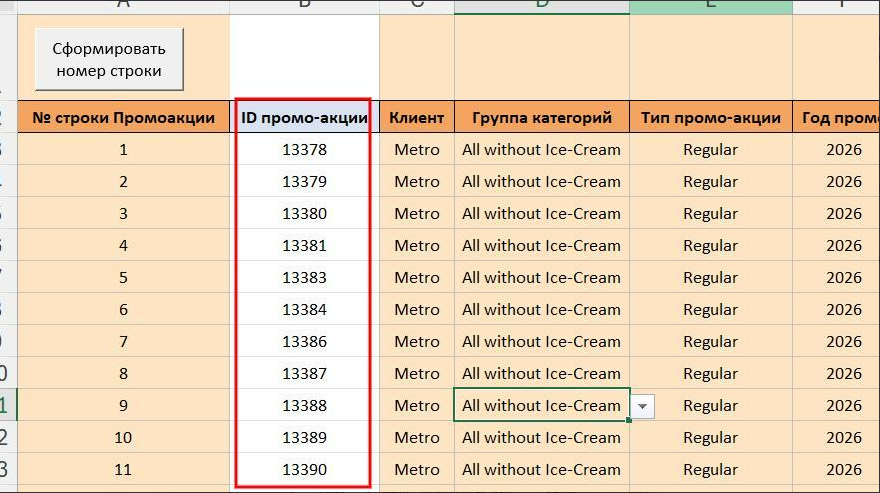 A B C D E F
Сформировать
номер строки
№ строки Промоакции ID промо-акции Клиент Группа категорий Тип промо-акции Год
1 13378 Metro All without Ice-Cream Regular 2026
2 13379 Metro All without Ice-Cream Regular 2026
3 13380 Metro All without Ice-Cream Regular 2026
4 13381 Metro All without Ice-Cream Regular 2026
5 13383 Metro All without Ice-Cream Regular 2026
6 13384 Metro All without Ice-Cream Regular 2026
7 13386 Metro All without Ice-Cream Regular 2026
8 13387 Metro All without Ice-Cream Regular 2026
9 13388 Metro All without Ice-Cream Regular 2026
10 13389 Metro All without Ice-Cream Regular 2026
11 13390 Metro All without Ice-Cream Regular 2026